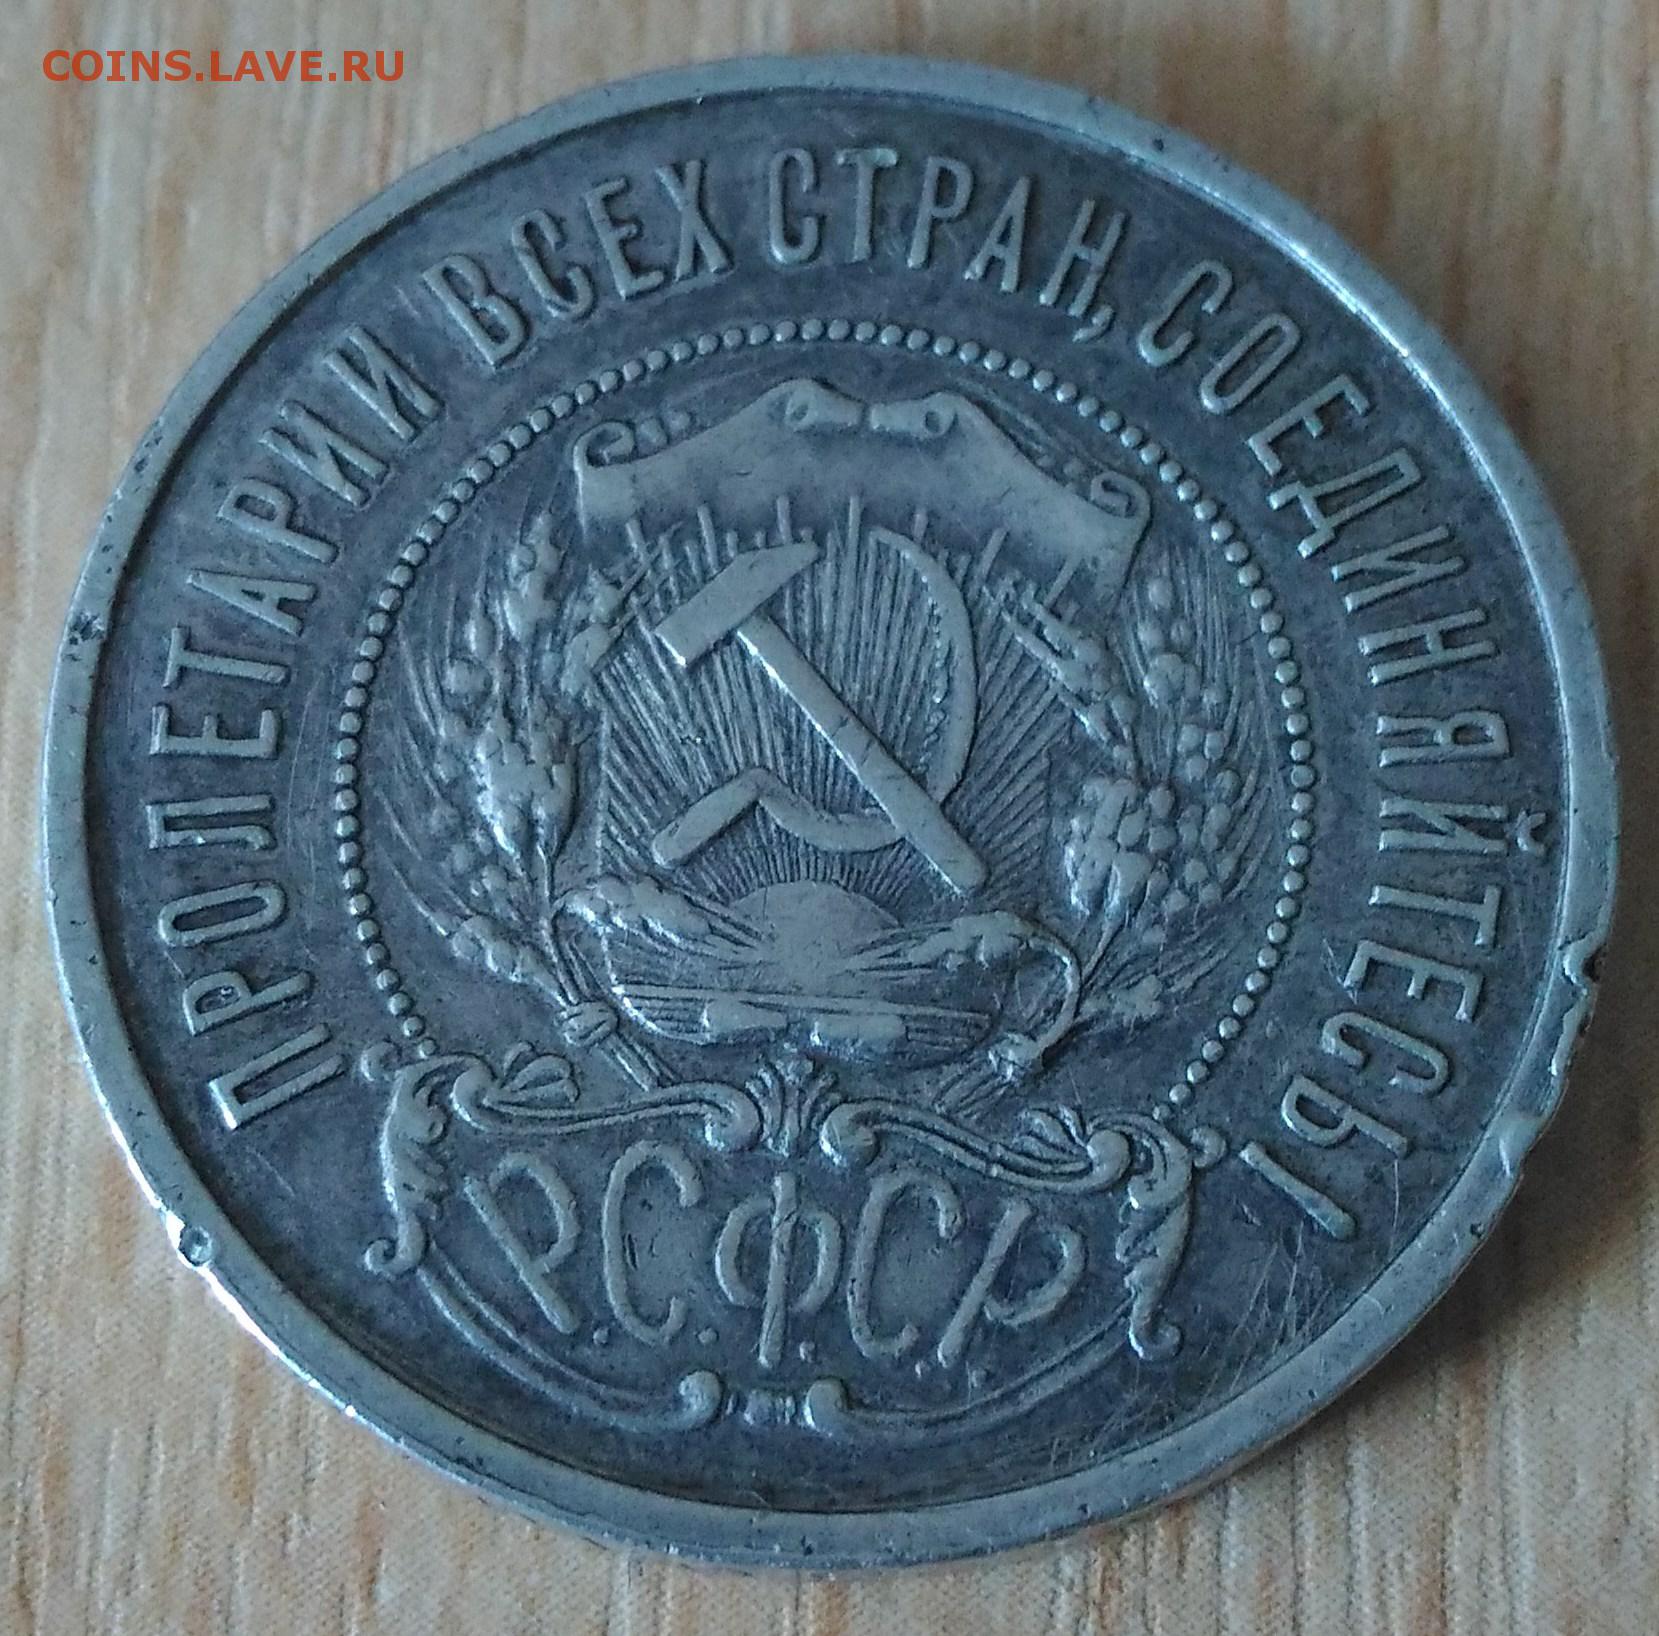 COINS.LAVE.RU
ПРОЛЕТАРИИ ВСЕХ СТРАН, СОЕДИНЯЙТЕСЬ!
Р.С.Ф.С.Р.